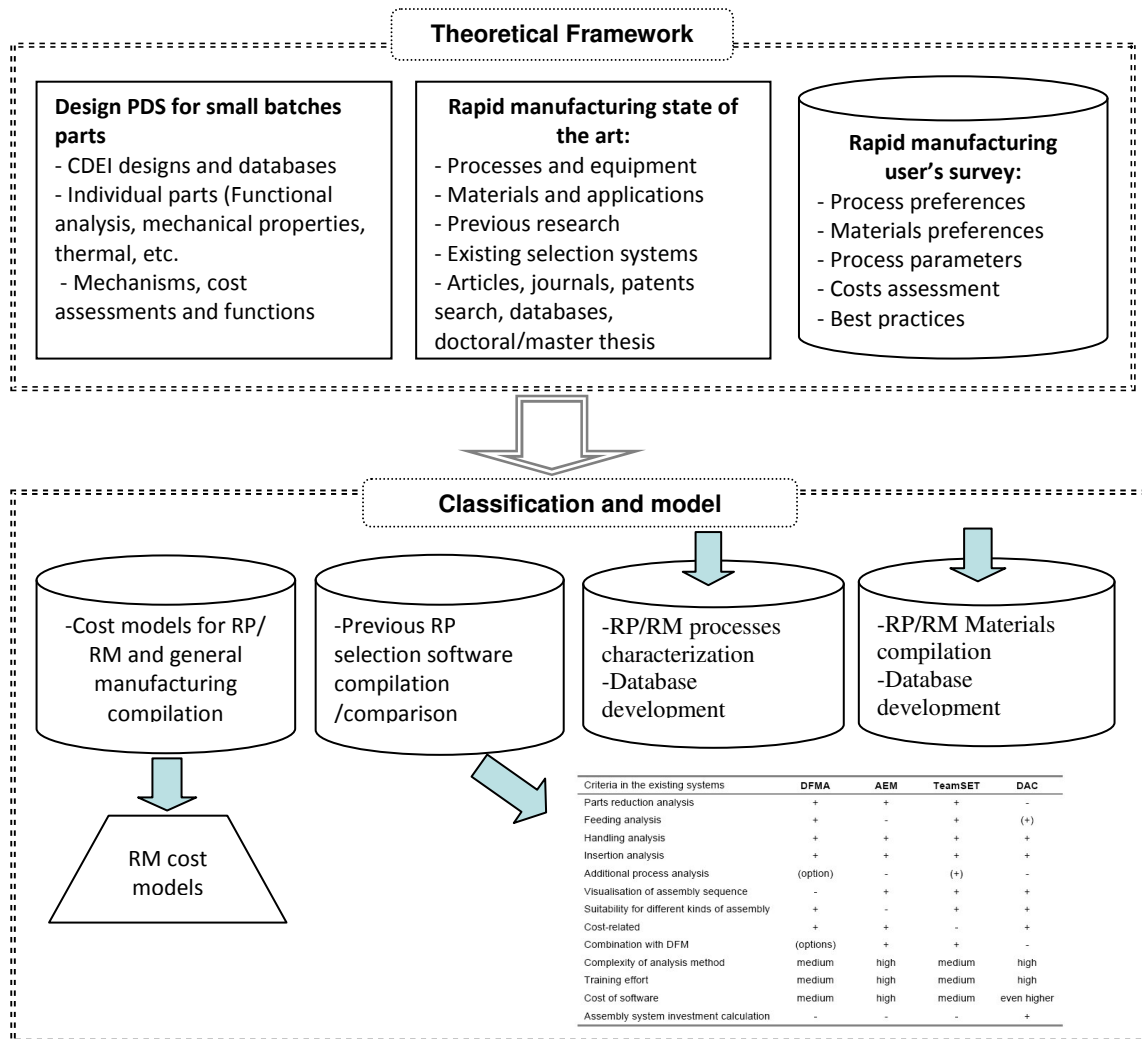 Theoretical Framework
Design PDS for small batches
parts
- CDEI designs and databases
- Individual parts (Functional
analysis, mechanical properties,
thermal, etc.
- Mechanisms, cost
assessments and functions
Rapid manufacturing state of
the art:
- Processes and equipment
- Materials and applications
- Previous research
- Existing selection systems
- Articles, journals, patents
search, databases,
doctoral/master thesis
Rapid manufacturing
user's survey:
- Process preferences
- Materials preferences
- Process parameters
- Costs assessment
- Best practices
Classification and model
-Cost models for RP/
RM and general
manufacturing
compilation
-Previous RP
selection software
compilation
/comparison
-RP/RM processes
characterization
-Database
development
-RP/RM Materials
compilation
-Database
development
RM cost
models
Criteria in the existing systems DFMA AEM TeamSET DAC
Parts reduction analysis + + + -
Feeding analysis + - + (+)
Handling analysis + + + +
Insertion analysis + + + +
Additional process analysis (option) - (+) -
Visualisation of assembly sequence - + + +
Suitability for different kinds of assembly + - + +
Cost-related + + - +
Combination with DFM (options) + + -
Complexity of analysis method medium high medium high
Training effort medium high medium high
Cost of software medium high medium even higher
Assembly system investment calculation - - - +